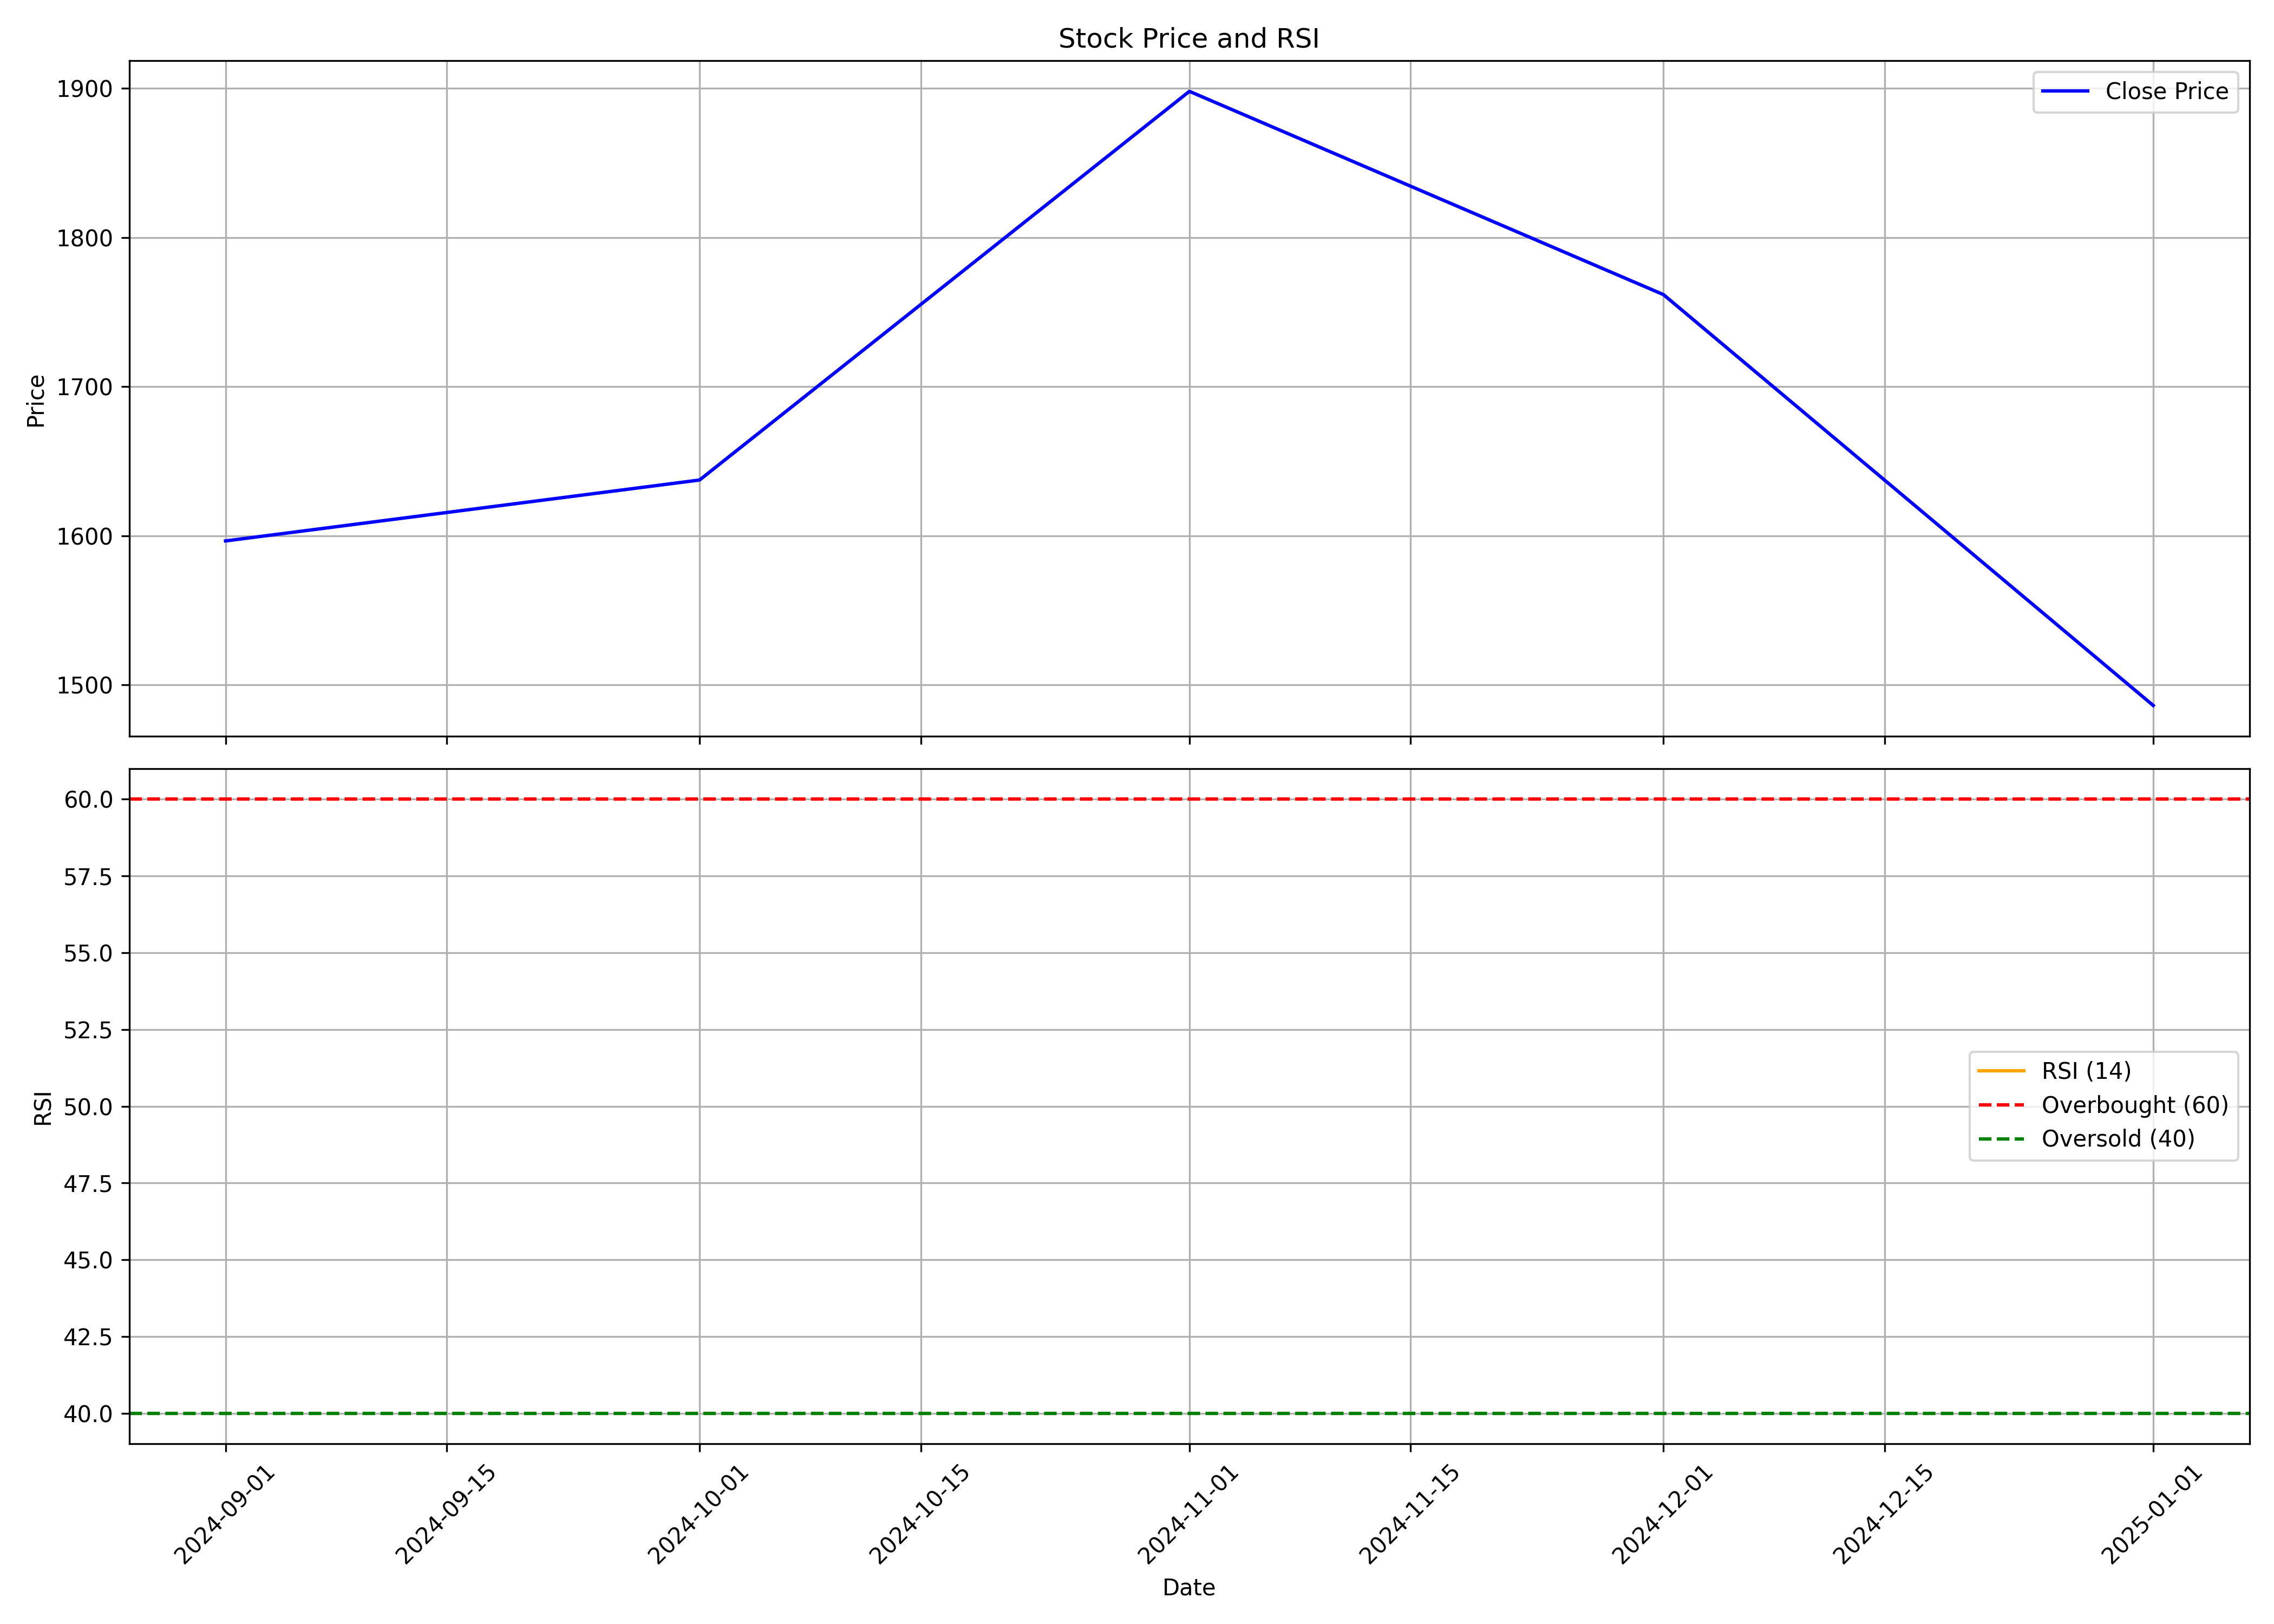 Stock Price and RSI
Close Price
Price
1900
1800
1700
1600
1500
RSI
60.0
57.5
55.0
52.5
50.0
47.5
45.0
42.5
40.0
RSI (14)
Overbought (60)
Oversold (40)
2024-09-01
2024-09-15
2024-10-01
2024-10-15
2024-11-01
2024-11-15
2024-12-01
2024-12-15
2025-01-01
Date